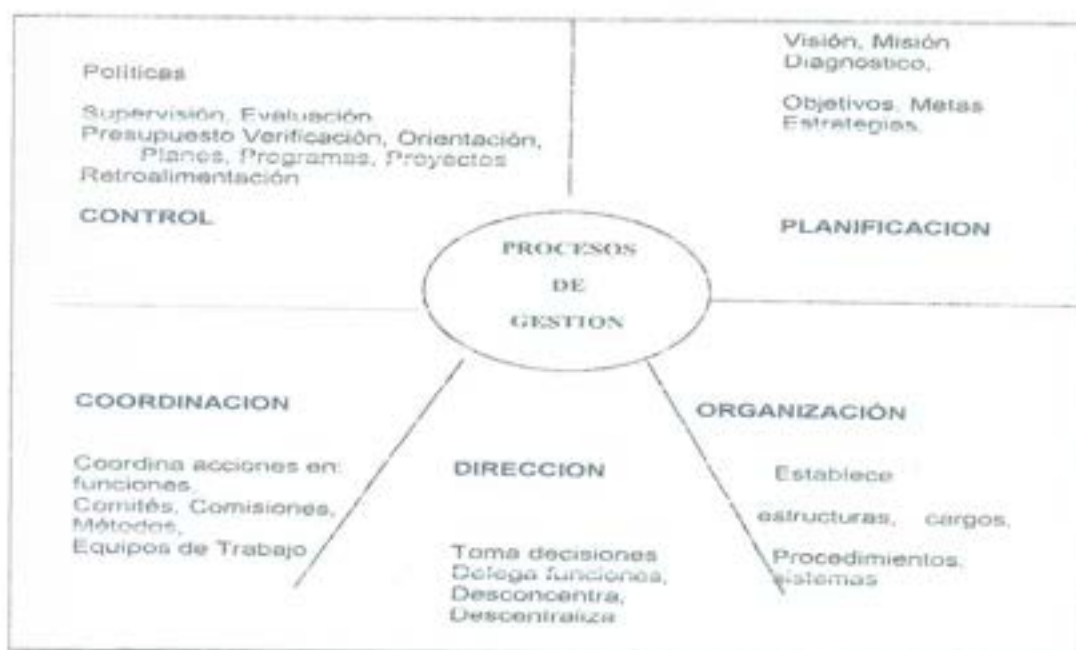 Políticas
Supervisión, Evaluación
Presupuesto Verificación, Orientación,
Planes, Programas, Proyectos
Retroalimentación
CONTROL
Visión, Misión
Diagnóstico,
Objetivos, Metas
Estrategias,
PLANIFICACION
PROCESOS
DE
GESTION
COORDINACION
Coordina acciones en:
funciones,
Comités, Comisiones,
Métodos,
Equipos de Trabajo
DIRECCION
Toma decisiones
Delega funciones,
Desconcentra,
Descentraliza
ORGANIZACIÓN
Establece
estructuras, cargos,
Procedimientos,
sistemas